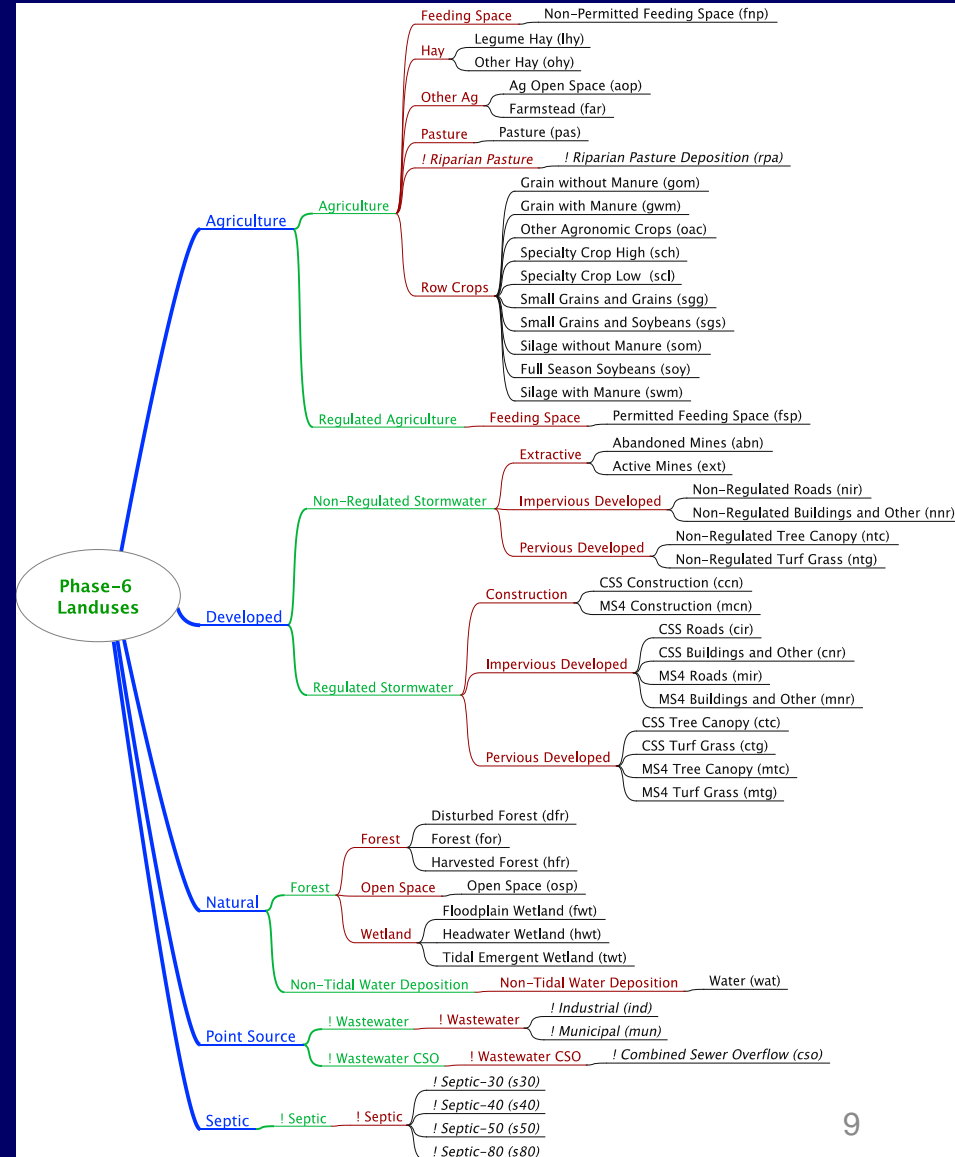 Phase-6
Landuses
Agriculture
Agriculture
Feeding Space
Non-Permitted Feeding Space (fnp)
Hay
Legume Hay (lhy)
Other Hay (ohy)
Other Ag
Ag Open Space (aop)
Farmstead (far)
Pasture
Pasture (pas)
! Riparian Pasture
! Riparian Pasture Deposition (rpa)
Row Crops
Grain without Manure (gom)
Grain with Manure (gwm)
Other Agronomic Crops (oac)
Specialty Crop High (sch)
Specialty Crop Low (scl)
Small Grains and Grains (sgg)
Small Grains and Soybeans (sgs)
Silage without Manure (som)
Full Season Soybeans (soy)
Silage with Manure (swm)
Regulated Agriculture
Feeding Space
Permitted Feeding Space (fsp)
Developed
Non-Regulated Stormwater
Extractive
Abandoned Mines (abn)
Active Mines (ext)
Impervious Developed
Non-Regulated Roads (nir)
Non-Regulated Buildings and Other (nnr)
Pervious Developed
Non-Regulated Tree Canopy (ntc)
Non-Regulated Turf Grass (ntg)
Regulated Stormwater
Construction
CSS Construction (ccn)
MS4 Construction (mcn)
Impervious Developed
CSS Roads (cir)
CSS Buildings and Other (cnr)
MS4 Roads (mir)
MS4 Buildings and Other (mnr)
Pervious Developed
CSS Tree Canopy (ctc)
CSS Turf Grass (ctg)
MS4 Tree Canopy (mtc)
MS4 Turf Grass (mtg)
Natural
Forest
Forest
Disturbed Forest (dfr)
Forest (for)
Harvested Forest (hfr)
Open Space
Open Space (osp)
Wetland
Floodplain Wetland (fwt)
Headwater Wetland (hwt)
Tidal Emergent Wetland (twt)
Non-Tidal Water Deposition
Non-Tidal Water Deposition
Water (wat)
Point Source
! Wastewater
! Wastewater
! Industrial (ind)
! Municipal (mun)
! Wastewater CSO
! Wastewater CSO
! Combined Sewer Overflow (cso)
Septic
! Septic
! Septic
! Septic-30 (s30)
! Septic-40 (s40)
! Septic-50 (s50)
! Septic-80 (s80)
9